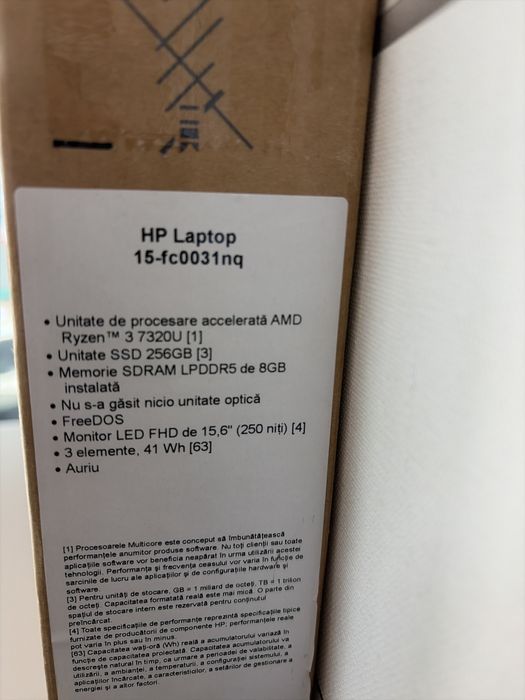 HP Laptop
15-fc0031nq
• Unitate de procesare accelerată AMD
Ryzen™ 3 7320U [1]
• Unitate SSD 256GB [3]
• Memorie SDRAM LPDDR5 de 8GB
instalată
• Nu s-a găsit nicio unitate optică
• FreeDOS
• Monitor LED FHD de 15,6" (250 niți) [4]
• 3 elemente, 41 Wh [63]
• Auriu
[1] Procesoarele Multicore este conceput să îmbunătățească
performanțele anumitor produse software. Nu toți clienții sau toate
aplicațiile software vor beneficia neapărat în urma utilizării acestei
tehnologii. Performanța și frecvența ceasului vor varia în funcție de
sarcinile de lucru ale aplicațiilor și de configurațiile hardware și
software.
[3] Pentru unități de stocare, GB = 1 miliard de octeți. TB = 1 trilion
de octeți. Capacitatea formatată reală este mai mică. O parte din
spațiul de stocare intern este rezervată pentru conținutul
preîncărcat.
[4] Toate specificațiile de performanțe reprezintă specificațiile tipice
furnizate de producătorii de componente HP; performanțele reale
pot varia în plus sau în minus.
[63] Capacitatea wați-oră (Wh) reală a acumulatorului variază în
funcție de capacitatea proiectată. Capacitatea acumulatorului va
descrește natural în timp, ca urmare a perioadei de valabilitate, a
utilizării, a ambianței, a temperaturii, a configurației sistemului, a
aplicațiilor încărcate, a caracteristicilor, a setărilor de gestionare a
energiei și a altor factori.